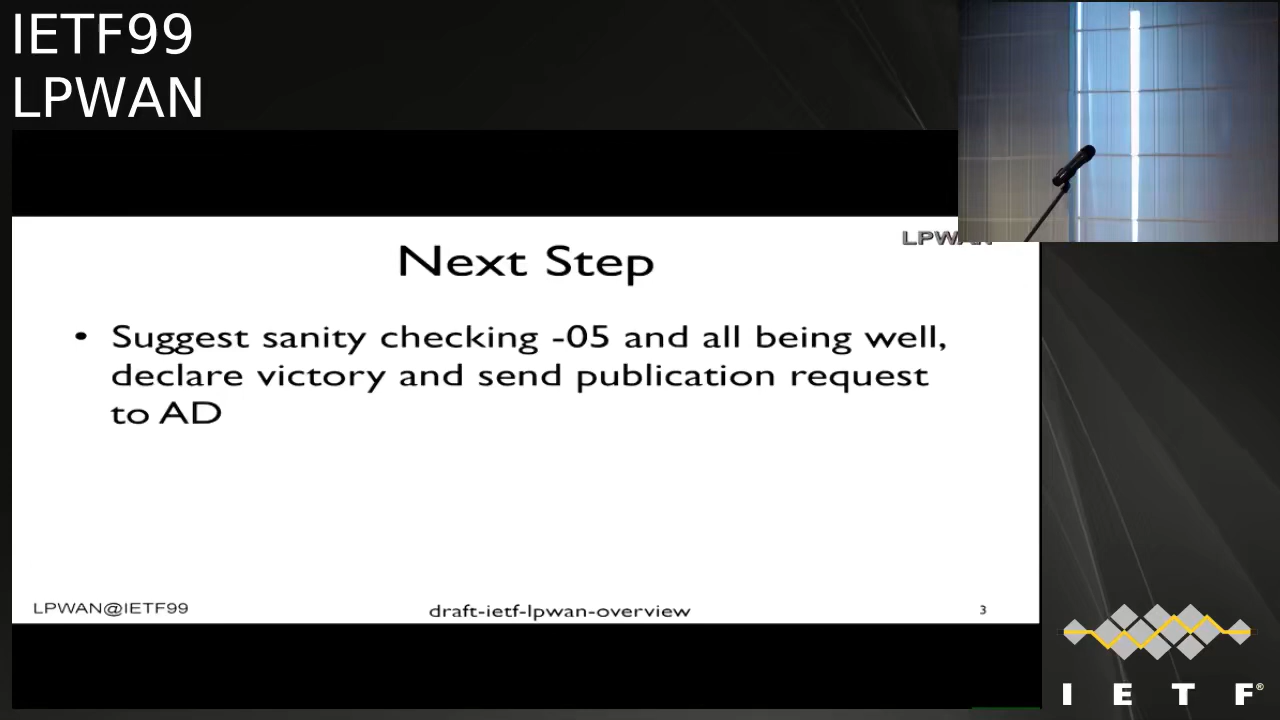 IETF99
LPWAN
Next Step
• Suggest sanity checking -05 and all being well,
declare victory and send publication request
to AD
LPWAN@IETF99
draft-ietf-lpwan-overview
3
I E T F®